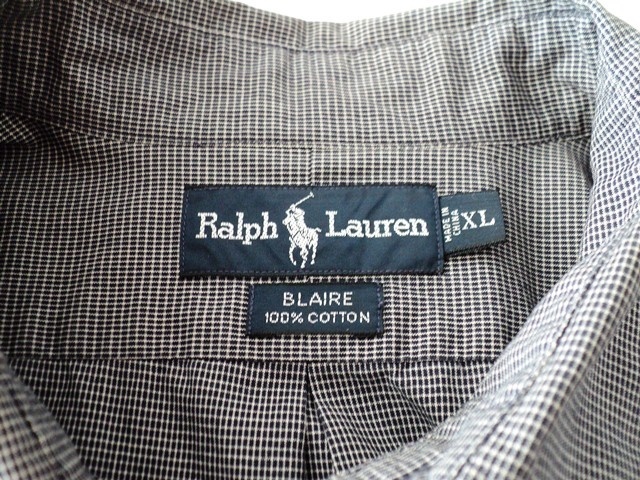 Ralph Lauren
MADE IN
CHINA
XL
BLAIRE
100% COTTON